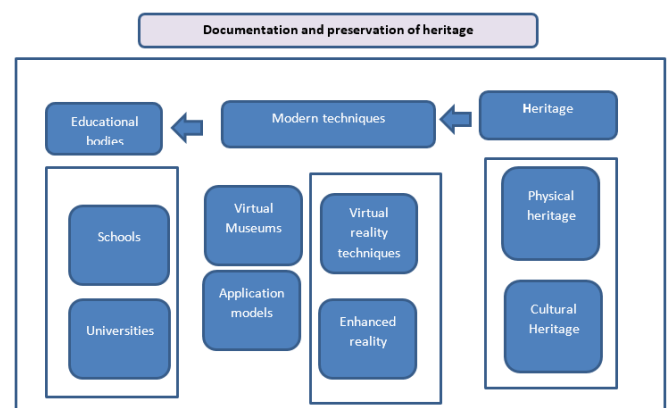 Documentation and preservation of heritage
Educational
bodies
Modern techniques
Heritage
Schools
Universities
Virtual
Museums
Application
models
Virtual
reality
techniques
Enhanced
reality
Physical
heritage
Cultural
Heritage